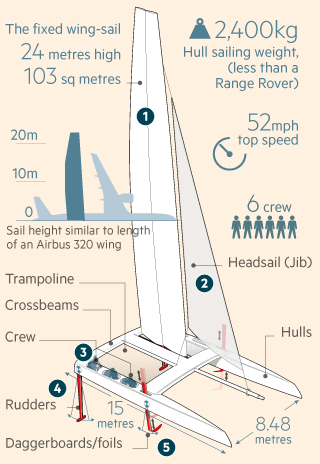 The fixed wing-sail
24 metres high
103 sq metres
2,400kg
Hull sailing weight,
(less than a
Range Rover)
1
52mph
top speed
20m
10m
0
6 crew
Sail height similar to length
of an Airbus 320 wing
Headsail (Jib)
2
Trampoline
Crossbeams
Crew
3
Hulls
4
Rudders
15
metres
8.48
metres
Daggerboards/foils
5